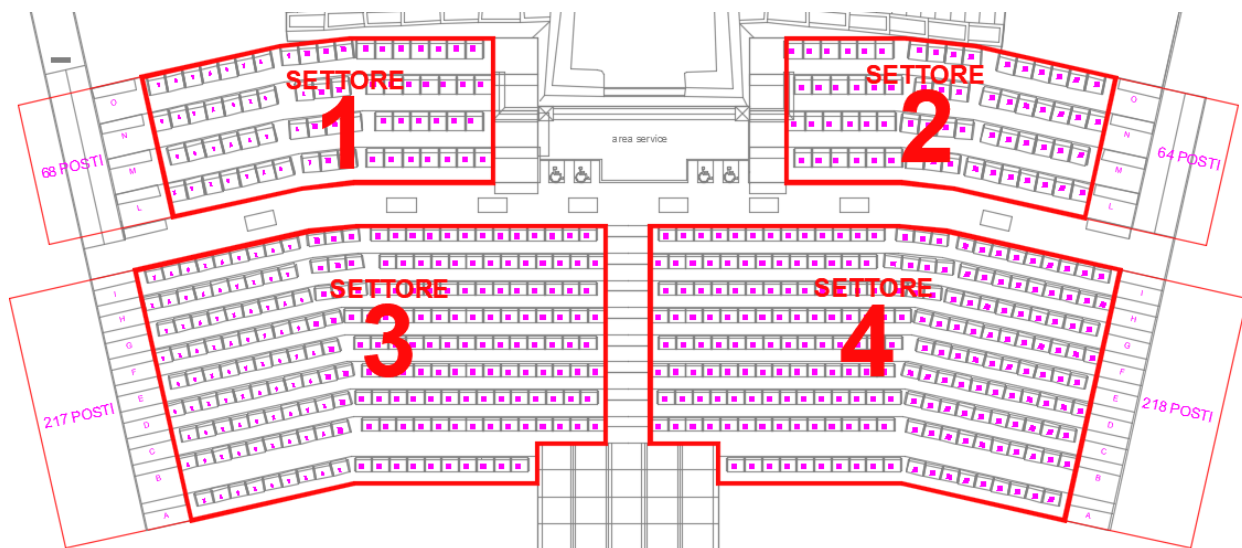 SETTORE
1
SETTORE
2
area service
68 POSTI
O
N
M
L
64 POSTI
O
N
M
L
SETTORE
3
SETTORE
4
217 POSTI
I
H
G
F
E
D
C
B
A
218 POSTI
I
H
G
F
E
D
C
B
A